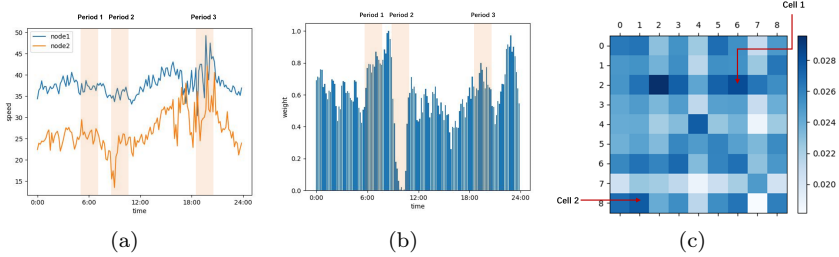 Period 1 Period 2 Period 3
50
45
40
35
30
25
20
15
speed
node1
node2
0:00 6:00 12:00 18:00 24:00
time
(a)
Period 1 Period 2 Period 3
1.0
0.8
0.6
0.4
0.2
0.0
weight
0:00 6:00 12:00 18:00 24:00
time
(b)
Cell 1
0 1 2 3 4 5 6 7 8
0
1
2
3
4
5
6
7
8
Cell 2
0.028
0.026
0.024
0.022
0.020
(c)